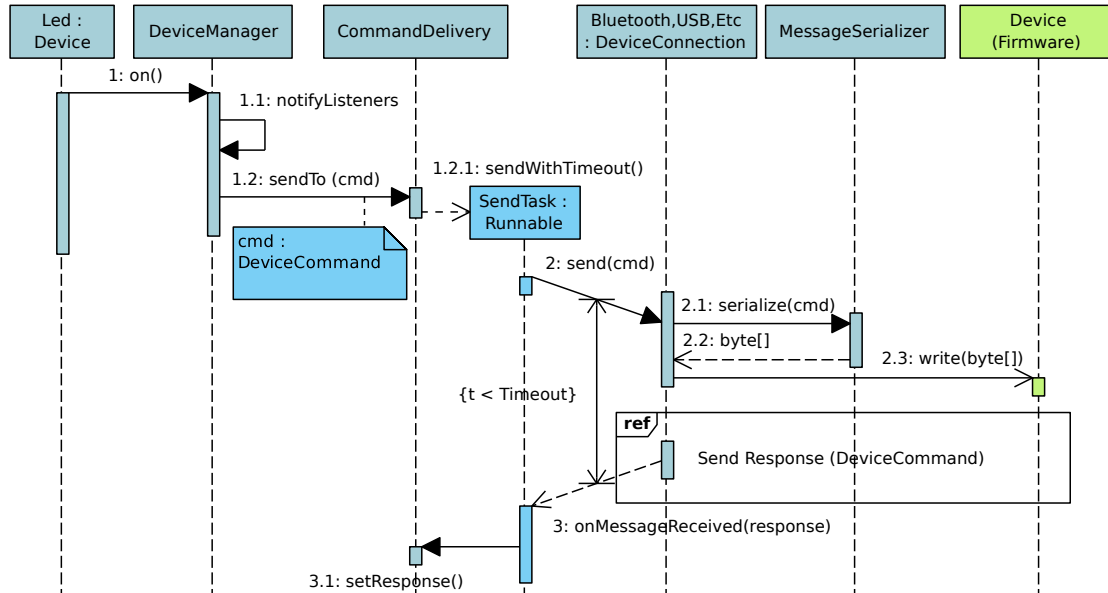 Led :
Device
DeviceManager
CommandDelivery
Bluetooth,USB,Etc
: DeviceConnection
MessageSerializer
Device
(Firmware)
1: on()
1.1: notifyListeners
1.2: sendTo (cmd)
1.2.1: sendWithTimeout()
SendTask :
Runnable
cmd :
DeviceCommand
2: send(cmd)
2.1: serialize(cmd)
2.2: byte[]
2.3: write(byte[])
{t < Timeout}
ref
Send Response (DeviceCommand)
3: onMessageReceived(response)
3.1: setResponse()